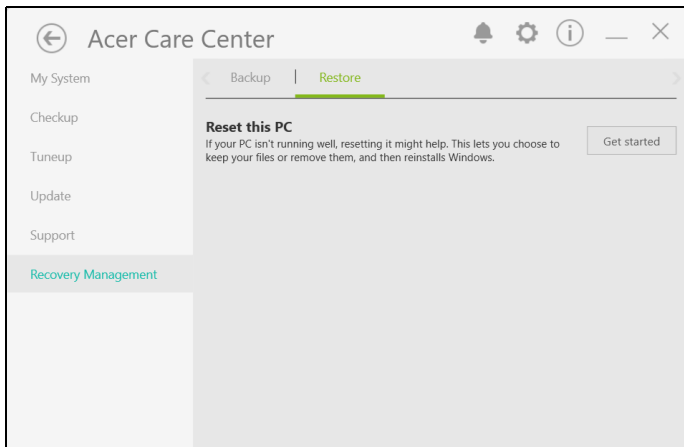 Acer Care Center
My System
Checkup
Tuneup
Update
Support
Recovery Management
Backup | Restore
Reset this PC
If your PC isn't running well, resetting it might help. This lets you choose to
keep your files or remove them, and then reinstalls Windows.
Get started